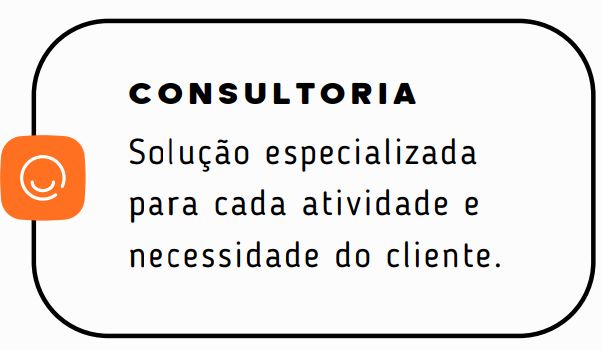 CONSULTORIA
Solução especializada
para cada atividade e
necessidade do cliente.